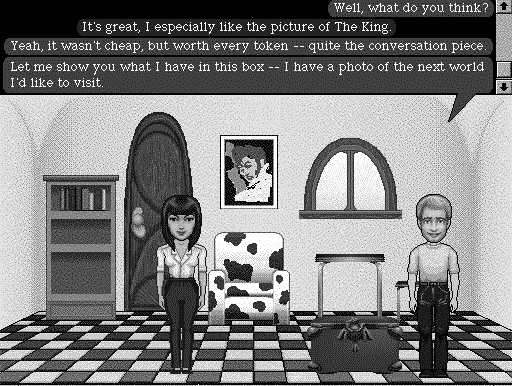 Well, what do you think?
It's great, I especially like the picture of The King.
Yeah, it wasn't cheap, but worth every token -- quite the conversation piece.
Let me show you what I have in this box -- I have a photo of the next world
I'd like to visit.